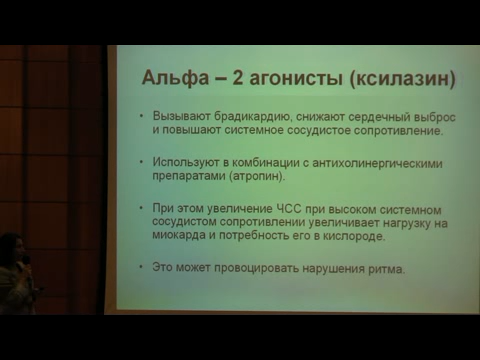 Альфа – 2 агонисты (ксилазин)
• Вызывают брадикардию, снижают сердечный выброс
и повышают системное сосудистое сопротивление.
• Используют в комбинации с антихолинергическими
препаратами (атропин).
• При этом увеличение ЧСС при высоком системном
сосудистом сопротивлении увеличивает нагрузку на
миокарда и потребность его в кислороде.
• Это может провоцировать нарушения ритма.